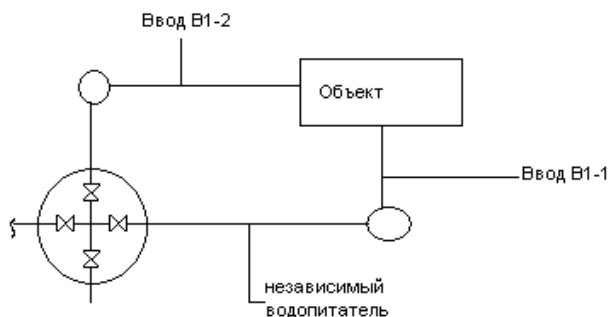 Ввод В1-2
Объект
Ввод В1-1
независимый
водопитатель